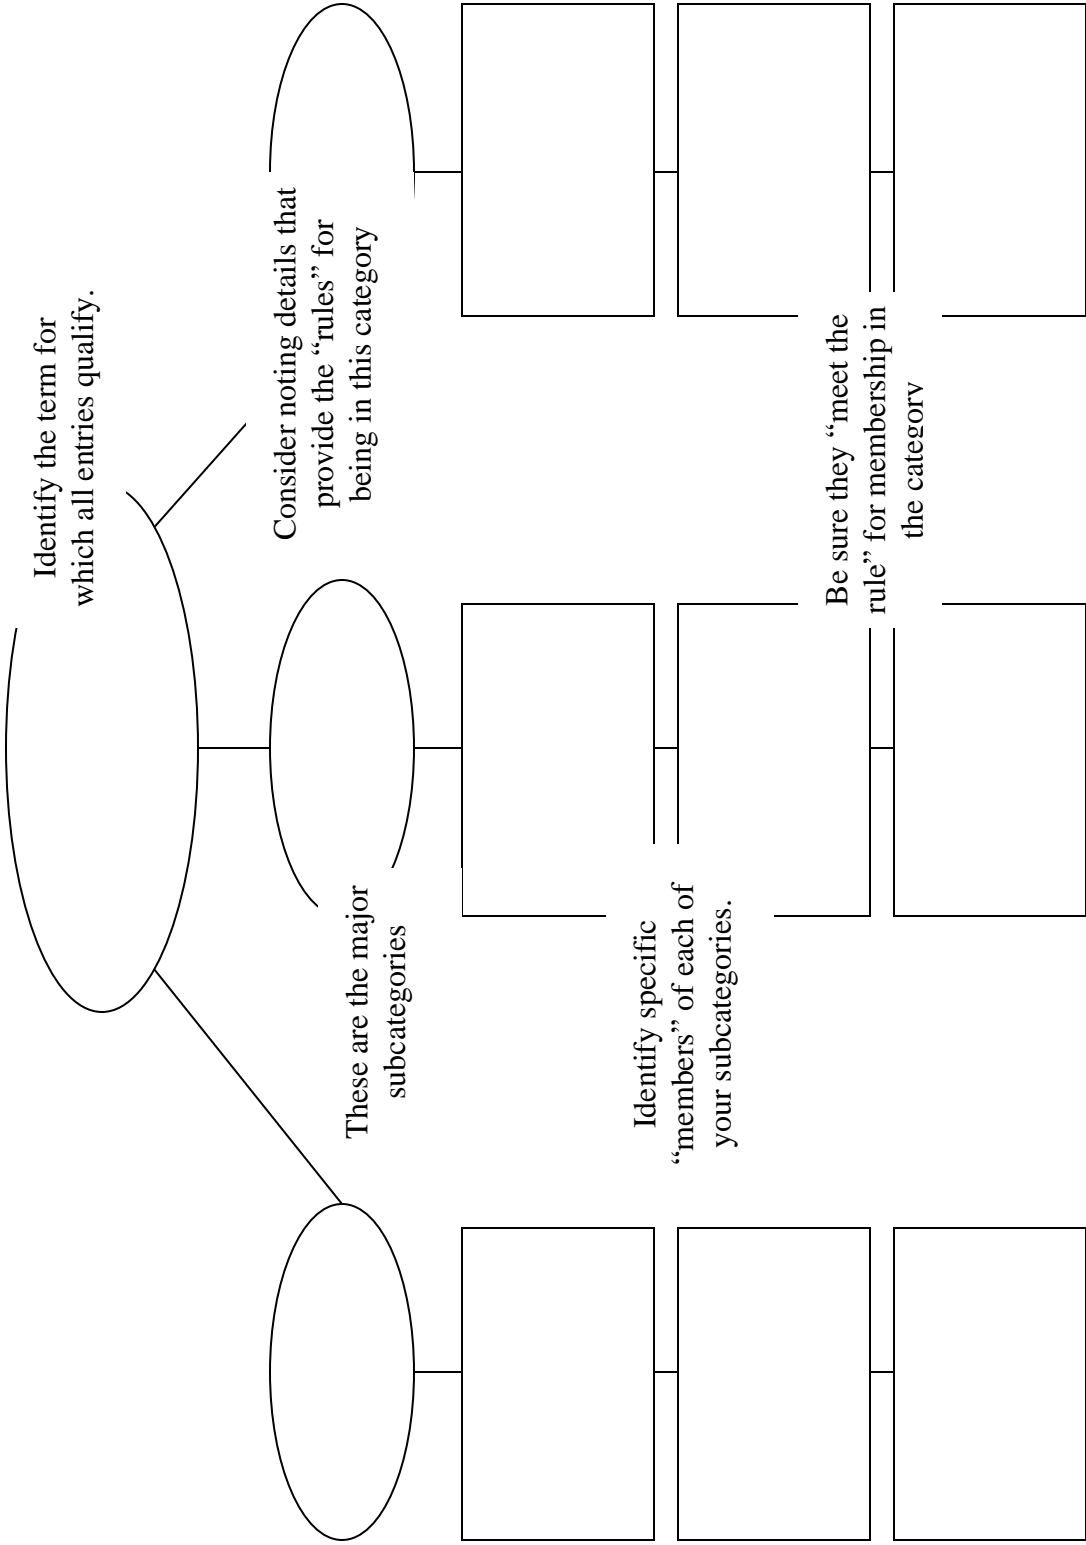 Identify the term for
which all entries qualify.
These are the major
subcategories
Consider noting details that
provide the “rules” for
being in this category
Identify specific
“members” of each of
your subcategories.
Be sure they “meet the
rule” for membership in
the category